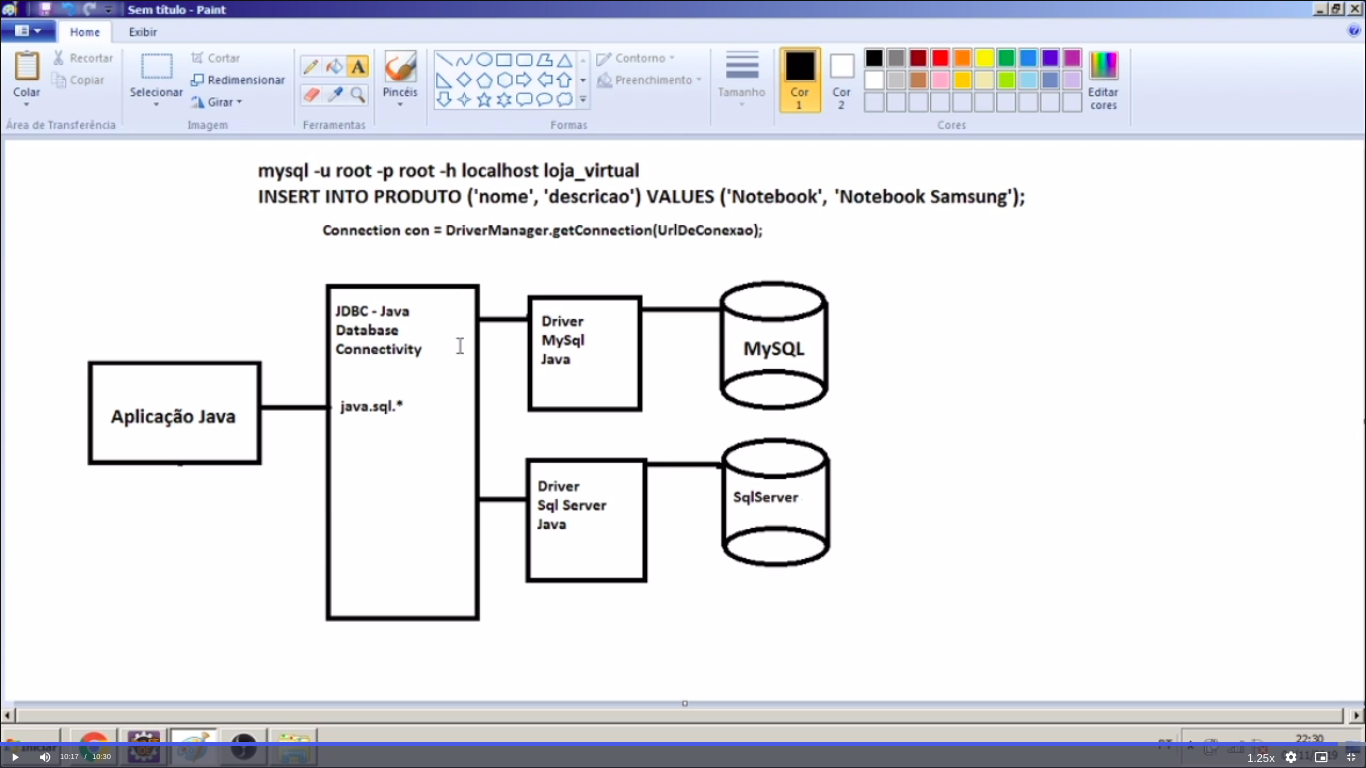 Sem título - Paint
Home
Exibir
Colar
Recortar
Copiar
Área de Transferência
Selecionar
Cortar
Redimensionar
Girar
Imagem
A
Ferramentas
Pincéis
Contorno
Preenchimento
Formas
Tamanho
Cor
1
Cor
2
Editar
cores
Cores
mysql -u root -p root -h localhost loja_virtual
INSERT INTO PRODUTO ('nome', 'descricao') VALUES ('Notebook', 'Notebook Samsung');
Connection con = DriverManager.getConnection(UrlDeConexao);
JDBC - Java
Database
Connectivity
java.sql.*
Aplicação Java
Driver
MySql
Java
MySQL
Driver
Sql Server
Java
SqlServer
Iniciar
PT
22:30
10:17 / 10:30
1.25x